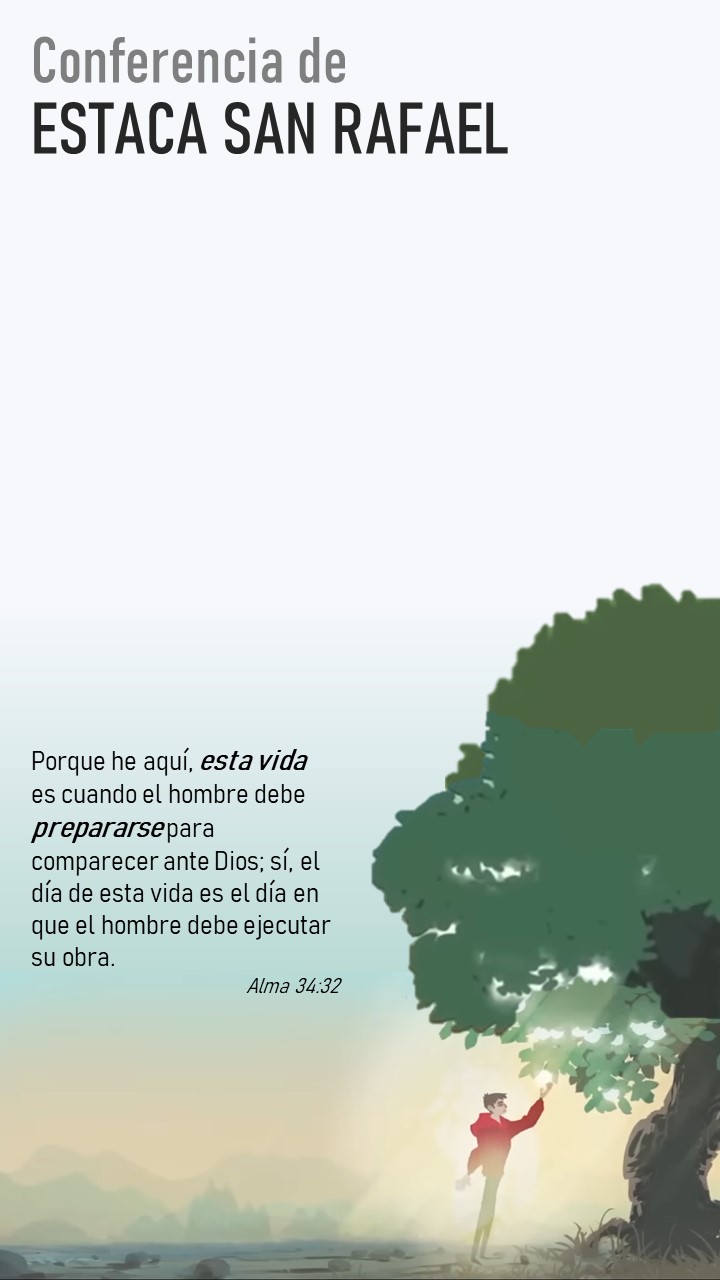 Conferencia de
ESTACA SAN RAFAEL
Porque he aquí, esta vida
es cuando el hombre debe
prepararse para
comparecer ante Dios; sí, el
día de esta vida es el día en
que el hombre debe ejecutar
su obra.
Alma 34:32